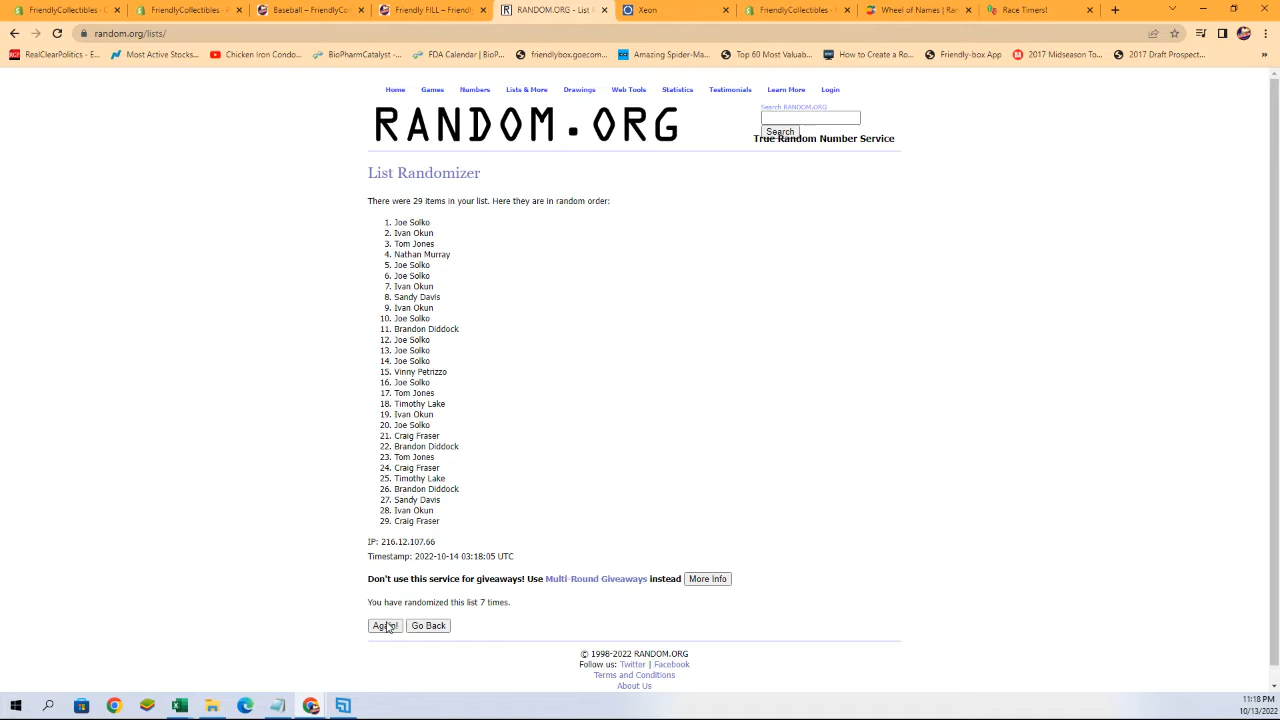 FriendlyCollectibles -
FriendlyCollectibles - F
Baseball – FriendlyCo
List Is FILL – FriendlyC
RANDOM.ORG - List
Xeon
FriendlyCollectibles -
Wheel of Names | Ra
Race Timers!
random.org/lists/
RealClearPolitics - E...
Most Active Stocks...
Chicken Iron Condo...
BioPharmCatalyst -...
FDA Calendar | BioP...
friendlybox.goecom...
Amazing Spider-Ma...
Top 60 Most Valuab...
How to Create a Ro...
Friendly-box App
2017 Midseason To...
2017 Draft Prospect...
Home Games Numbers Lists & More Drawings Web Tools Statistics Testimonials Learn More Login
RANDOM.ORG
Search RANDOM.ORG
Search
True Random Number Service
List Randomizer
There were 29 items in your list. Here they are in random order:
1. Joe Solko
2. Ivan Okun
3. Tom Jones
4. Nathan Murray
5. Joe Solko
6. Joe Solko
7. Ivan Okun
8. Sandy Davis
9. Ivan Okun
10. Joe Solko
11. Brandon Diddock
12. Joe Solko
13. Joe Solko
14. Joe Solko
15. Vinny Petrizzo
16. Joe Solko
17. Tom Jones
18. Timothy Lake
19. Ivan Okun
20. Joe Solko
21. Craig Fraser
22. Brandon Diddock
23. Tom Jones
24. Craig Fraser
25. Timothy Lake
26. Brandon Diddock
27. Sandy Davis
28. Ivan Okun
29. Craig Fraser
IP: 216.12.107.66
Timestamp: 2022-10-14 03:18:05 UTC
Don't use this service for giveaways! Use Multi-Round Giveaways instead More Info
You have randomized this list 7 times.
Again! Go Back
© 1998-2022 RANDOM.ORG
Follow us: Twitter | Facebook
Terms and Conditions
About Us
11:18 PM
10/13/2022